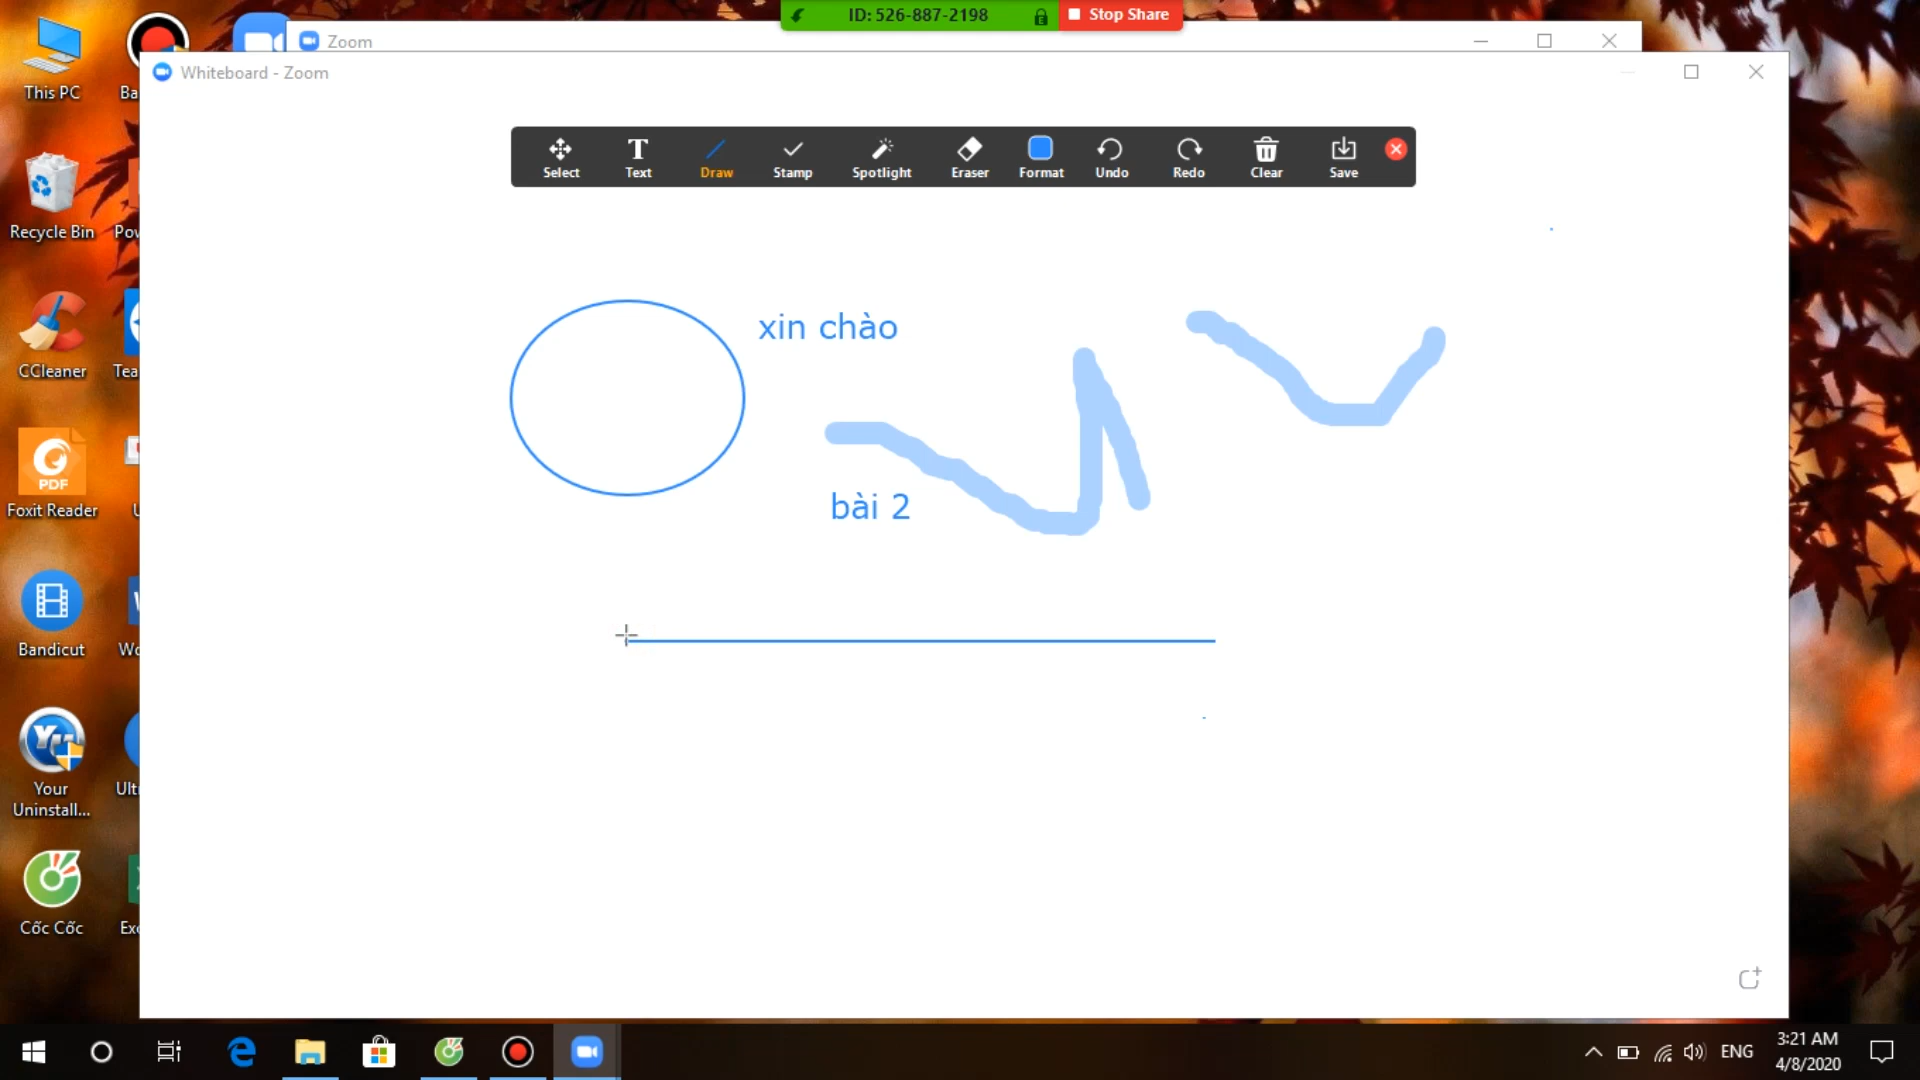 ID: 526-887-2198
Stop Share
Zoom
Whiteboard - Zoom
Select
Text
Draw
Stamp
Spotlight
Eraser
Format
Undo
Redo
Clear
Save
xin chào
bài 2
This PC
Recycle Bin
CCleaner
PDF
Foxit Reader
Bandicut
Your
Uninstall...
Cốc Cốc
ENG
3:21 AM
4/8/2020